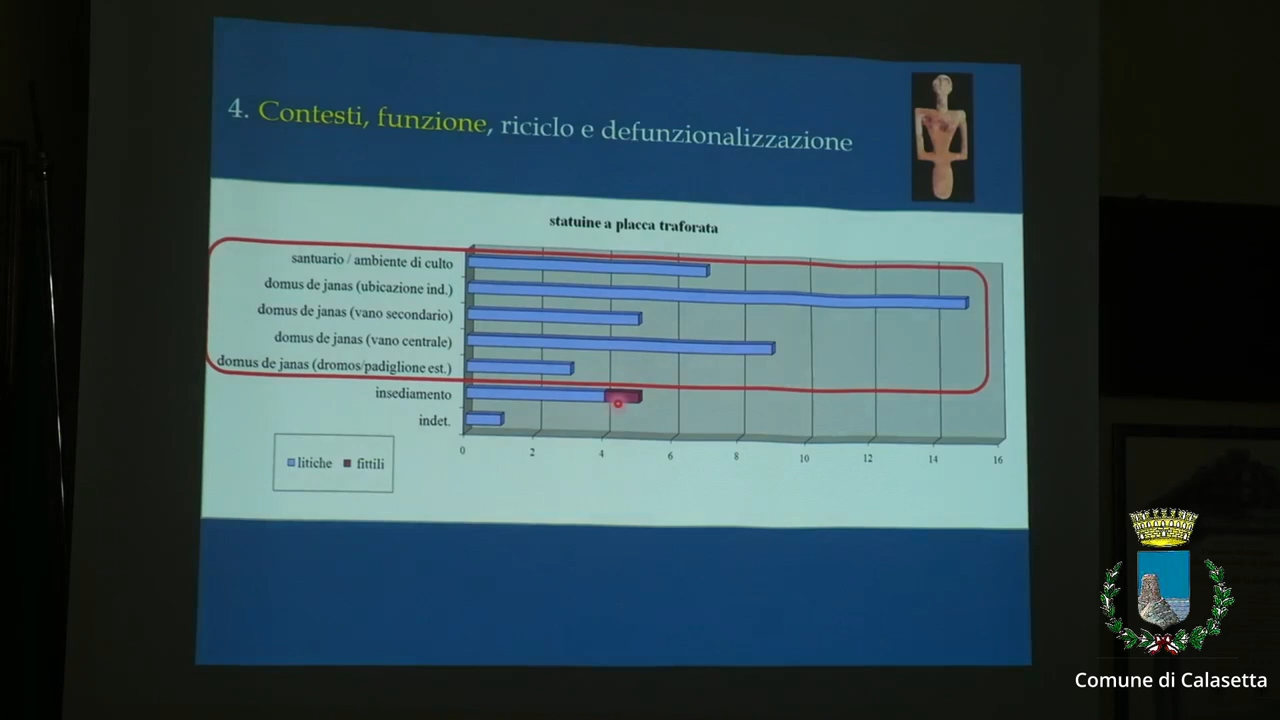 4. Contesti, funzione, riciclo e defunzionalizzazione
statuine a placca traforata
santuario / ambiente di culto
domus de janas (ubicazione ind.)
domus de janas (vano secondario)
domus de janas (vano centrale)
domus de janas (dromos/padiglione est.)
insediamento
indet.
0 2 4 6 8 10 12 14 16
litiche fittili
Comune di Calasetta